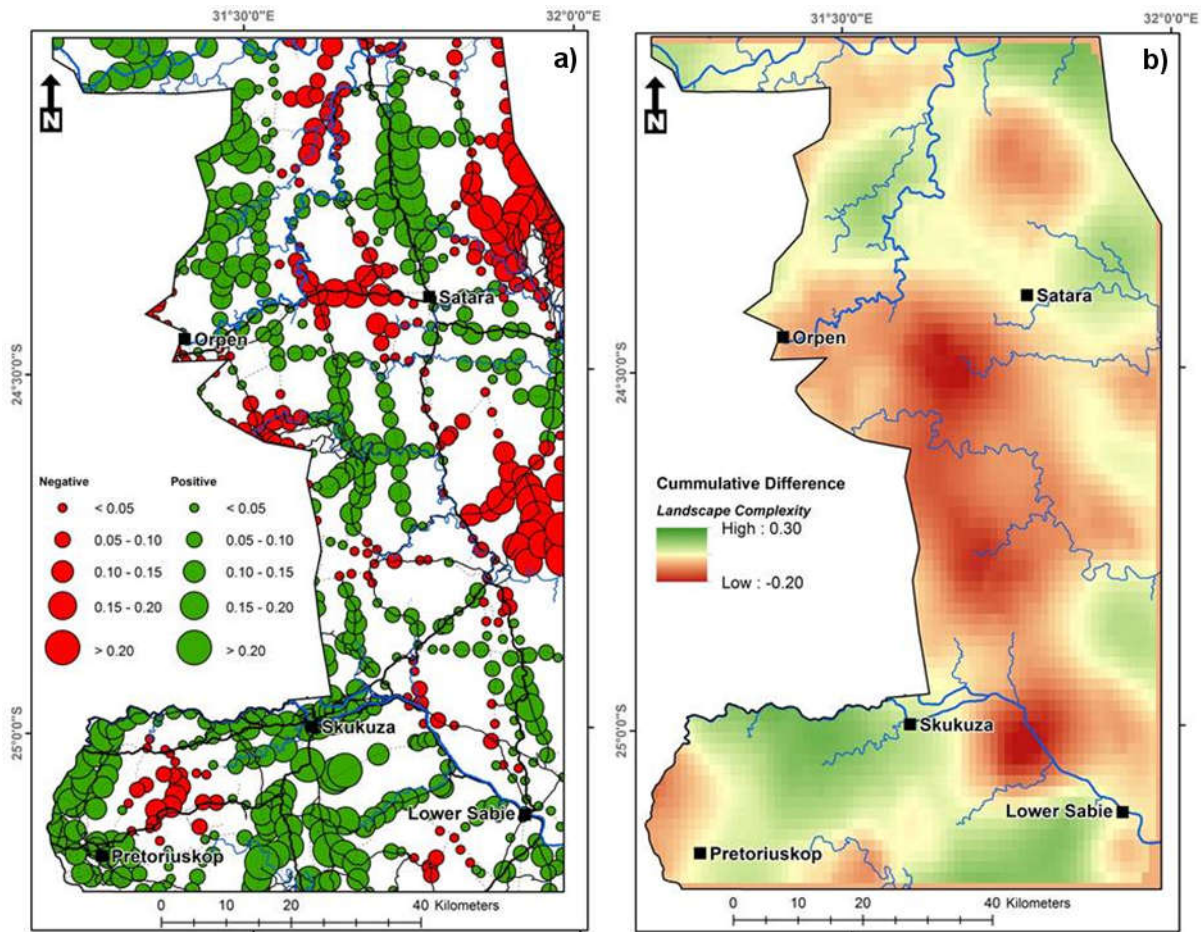 31°30'0"E
32°0'0"E
a)
N
Satara
Orpen
24°30'0"S
Negative Positive
< 0.05 < 0.05
0.05 - 0.10 0.05 - 0.10
0.10 - 0.15 0.10 - 0.15
0.15 - 0.20 0.15 - 0.20
> 0.20 > 0.20
25°0'0"S
Skukuza
Lower Sabie
Pretoriuskop
0 10 20 40 Kilometers
31°30'0"E
32°0'0"E
b)
N
Satara
Orpen
24°30'0"S
Cummulative Difference
Landscape Complexity
High : 0.30
Low : -0.20
25°0'0"S
Skukuza
Lower Sabie
Pretoriuskop
0 10 20 40 Kilometers